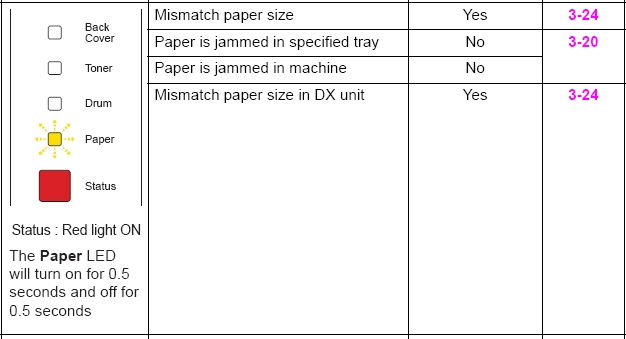 Back
Cover
Toner
Drum
Paper
Status
Status : Red light ON
The Paper LED
will turn on for 0.5
seconds and off for
0.5 seconds
Mismatch paper size Yes 3-24
Paper is jammed in specified tray No 3-20
Paper is jammed in machine No
Mismatch paper size in DX unit Yes 3-24